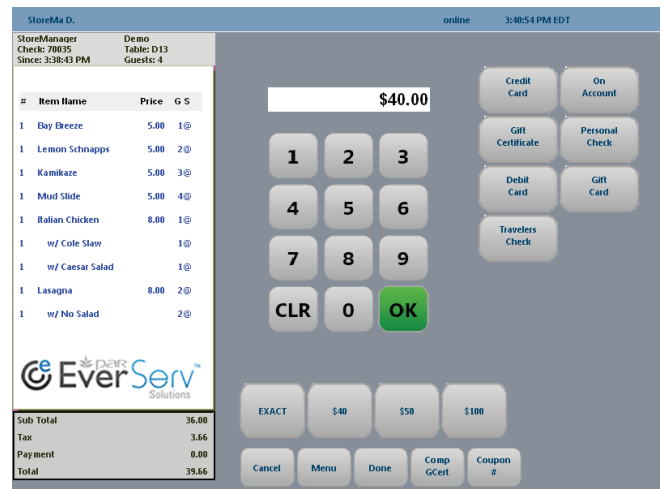 StoreMa D.
online
3:40:54 PM EDT
StoreManager Demo
Check: 70035 Table: D13
Since: 3:38:43 PM Guests: 4
# Item Name Price G S
1 Bay Breeze 5.00 1@
1 Lemon Schnapps 5.00 2@
1 Kamikaze 5.00 3@
1 Mud Slide 5.00 4@
1 Italian Chicken 8.00 1@
1 w/ Cole Slaw 1@
1 w/ Caesar Salad 1@
1 Lasagna 8.00 2@
1 w/ No Salad 2@
par
EverServ™
Solutions
Sub Total 36.00
Tax 3.66
Payment 0.00
Total 39.66
$40.00
1 2 3
4 5 6
7 8 9
CLR 0 OK
Credit
Card
On
Account
Gift
Certificate
Personal
Check
Debit
Card
Gift
Card
Travelers
Check
EXACT $40 $50 $100
Cancel
Menu
Done
Comp
GCert
Coupon
#